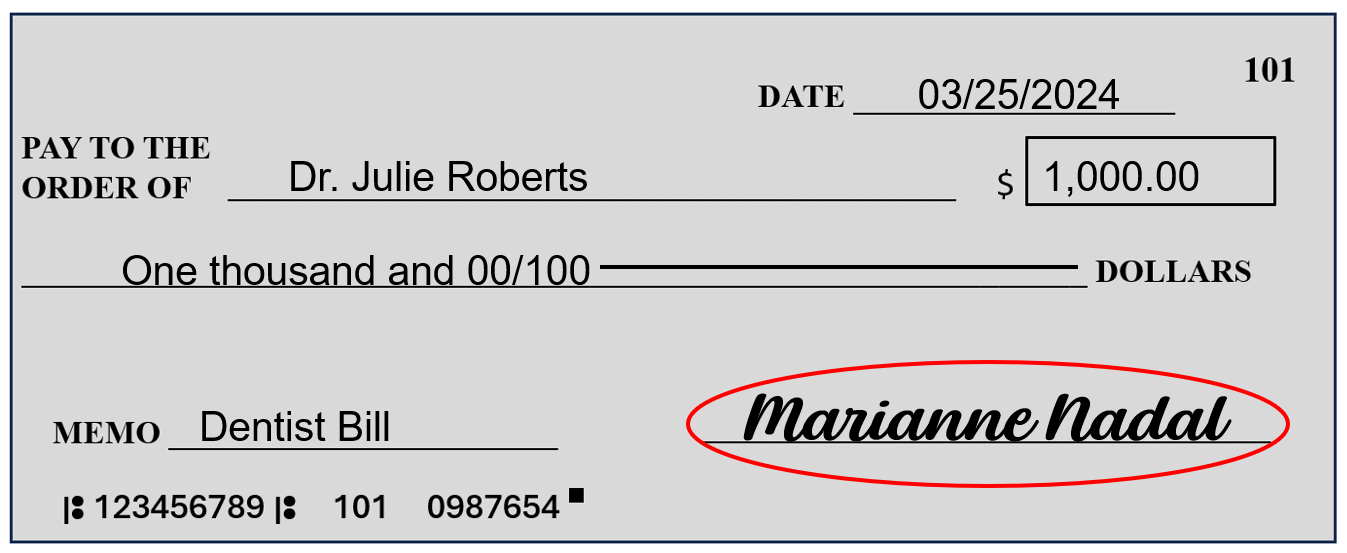 101
DATE 03/25/2024
PAY TO THE
ORDER OF Dr. Julie Roberts $ 1,000.00
One thousand and 00/100 DOLLARS
MEMO Dentist Bill Marianne Nadal
⑆123456789⑆ 101 0987654⑈